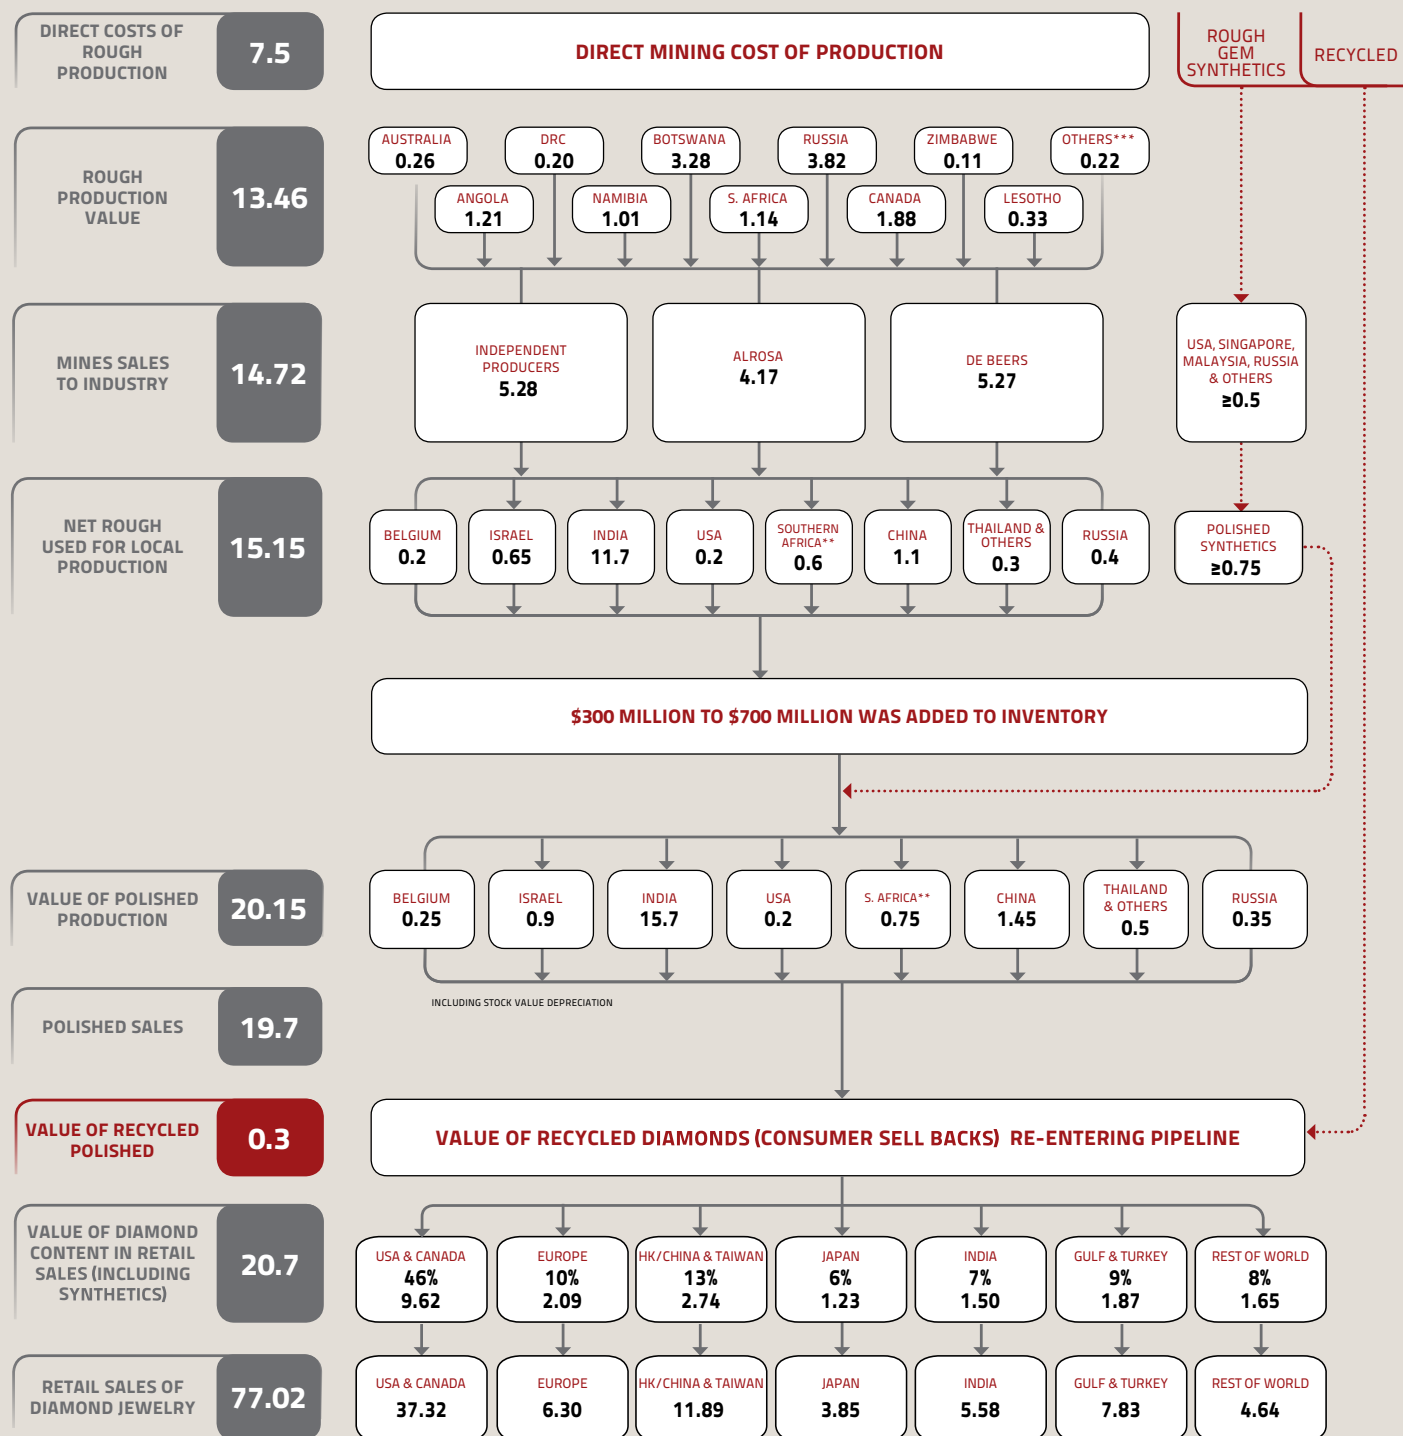 DIRECT COSTS OF
ROUGH
PRODUCTION
7.5
DIRECT MINING COST OF PRODUCTION
ROUGH
GEM
SYNTHETICS
RECYCLED
ROUGH
PRODUCTION
VALUE
13.46
AUSTRALIA
0.26
DRC
0.20
BOTSWANA
3.28
RUSSIA
3.82
ZIMBABWE
0.11
OTHERS***
0.22
ANGOLA
1.21
NAMIBIA
1.01
S. AFRICA
1.14
CANADA
1.88
LESOTHO
0.33
MINES SALES
TO INDUSTRY
14.72
INDEPENDENT
PRODUCERS
5.28
ALROSA
4.17
DE BEERS
5.27
USA, SINGAPORE,
MALAYSIA, RUSSIA
& OTHERS
≥0.5
NET ROUGH
USED FOR LOCAL
PRODUCTION
15.15
BELGIUM
0.2
ISRAEL
0.65
INDIA
11.7
USA
0.2
SOUTHERN
AFRICA**
0.6
CHINA
1.1
THAILAND &
OTHERS
0.3
RUSSIA
0.4
POLISHED
SYNTHETICS
≥0.75
$300 MILLION TO $700 MILLION WAS ADDED TO INVENTORY
VALUE OF POLISHED
PRODUCTION
20.15
BELGIUM
0.25
ISRAEL
0.9
INDIA
15.7
USA
0.2
S. AFRICA**
0.75
CHINA
1.45
THAILAND
& OTHERS
0.5
RUSSIA
0.35
INCLUDING STOCK VALUE DEPRECIATION
POLISHED SALES
19.7
VALUE OF RECYCLED
POLISHED
0.3
VALUE OF RECYCLED DIAMONDS (CONSUMER SELL BACKS) RE-ENTERING PIPELINE
VALUE OF DIAMOND
CONTENT IN RETAIL
SALES (INCLUDING
SYNTHETICS)
20.7
USA & CANADA
46%
9.62
EUROPE
10%
2.09
HK/CHINA & TAIWAN
13%
2.74
JAPAN
6%
1.23
INDIA
7%
1.50
GULF & TURKEY
9%
1.87
REST OF WORLD
8%
1.65
RETAIL SALES OF
DIAMOND JEWELRY
77.02
USA & CANADA
37.32
EUROPE
6.30
HK/CHINA & TAIWAN
11.89
JAPAN
3.85
INDIA
5.58
GULF & TURKEY
7.83
REST OF WORLD
4.64